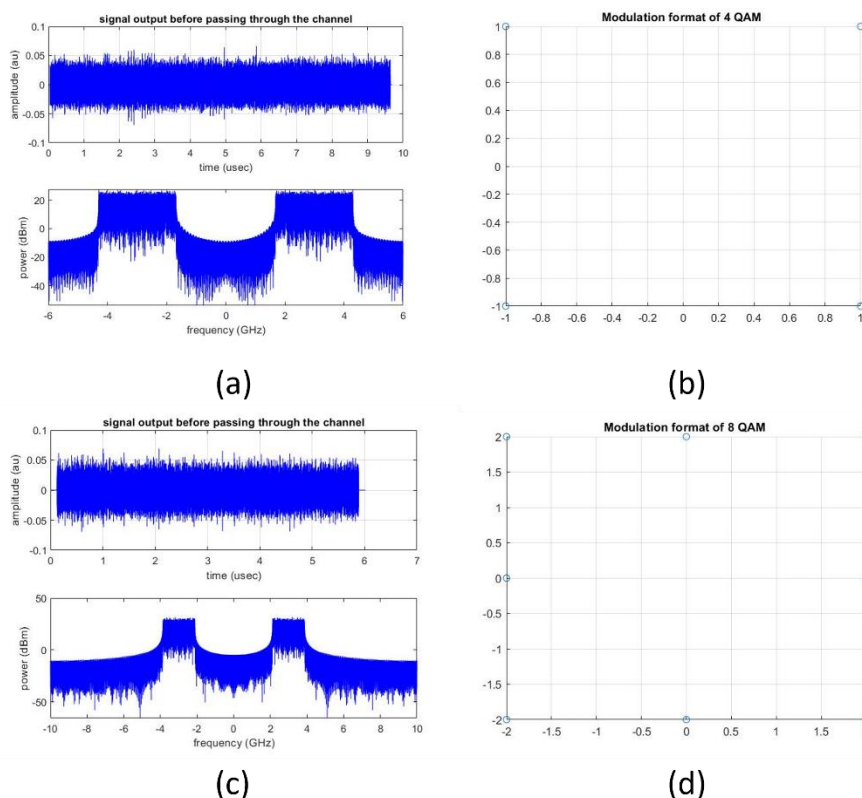 signal output before passing through the channel
0.1
0.05
0
-0.05
-0.1
amplitude (au)
0 1 2 3 4 5 6 7 8 9 10
time (usec)
20
0
-20
-40
power (dBm)
-6 -4 -2 0 2 4 6
frequency (GHz)
(a)
Modulation format of 4 QAM
1
0.8
0.6
0.4
0.2
0
-0.2
-0.4
-0.6
-0.8
-1
-1 -0.8 -0.6 -0.4 -0.2 0 0.2 0.4 0.6 0.8 1
(b)
signal output before passing through the channel
0.1
0.05
0
-0.05
-0.1
amplitude (au)
0 1 2 3 4 5 6 7
time (usec)
50
0
-50
power (dBm)
-10 -8 -6 -4 -2 0 2 4 6 8 10
frequency (GHz)
(c)
Modulation format of 8 QAM
2
1.5
1
0.5
0
-0.5
-1
-1.5
-2
-2 -1.5 -1 -0.5 0 0.5 1 1.5
(d)